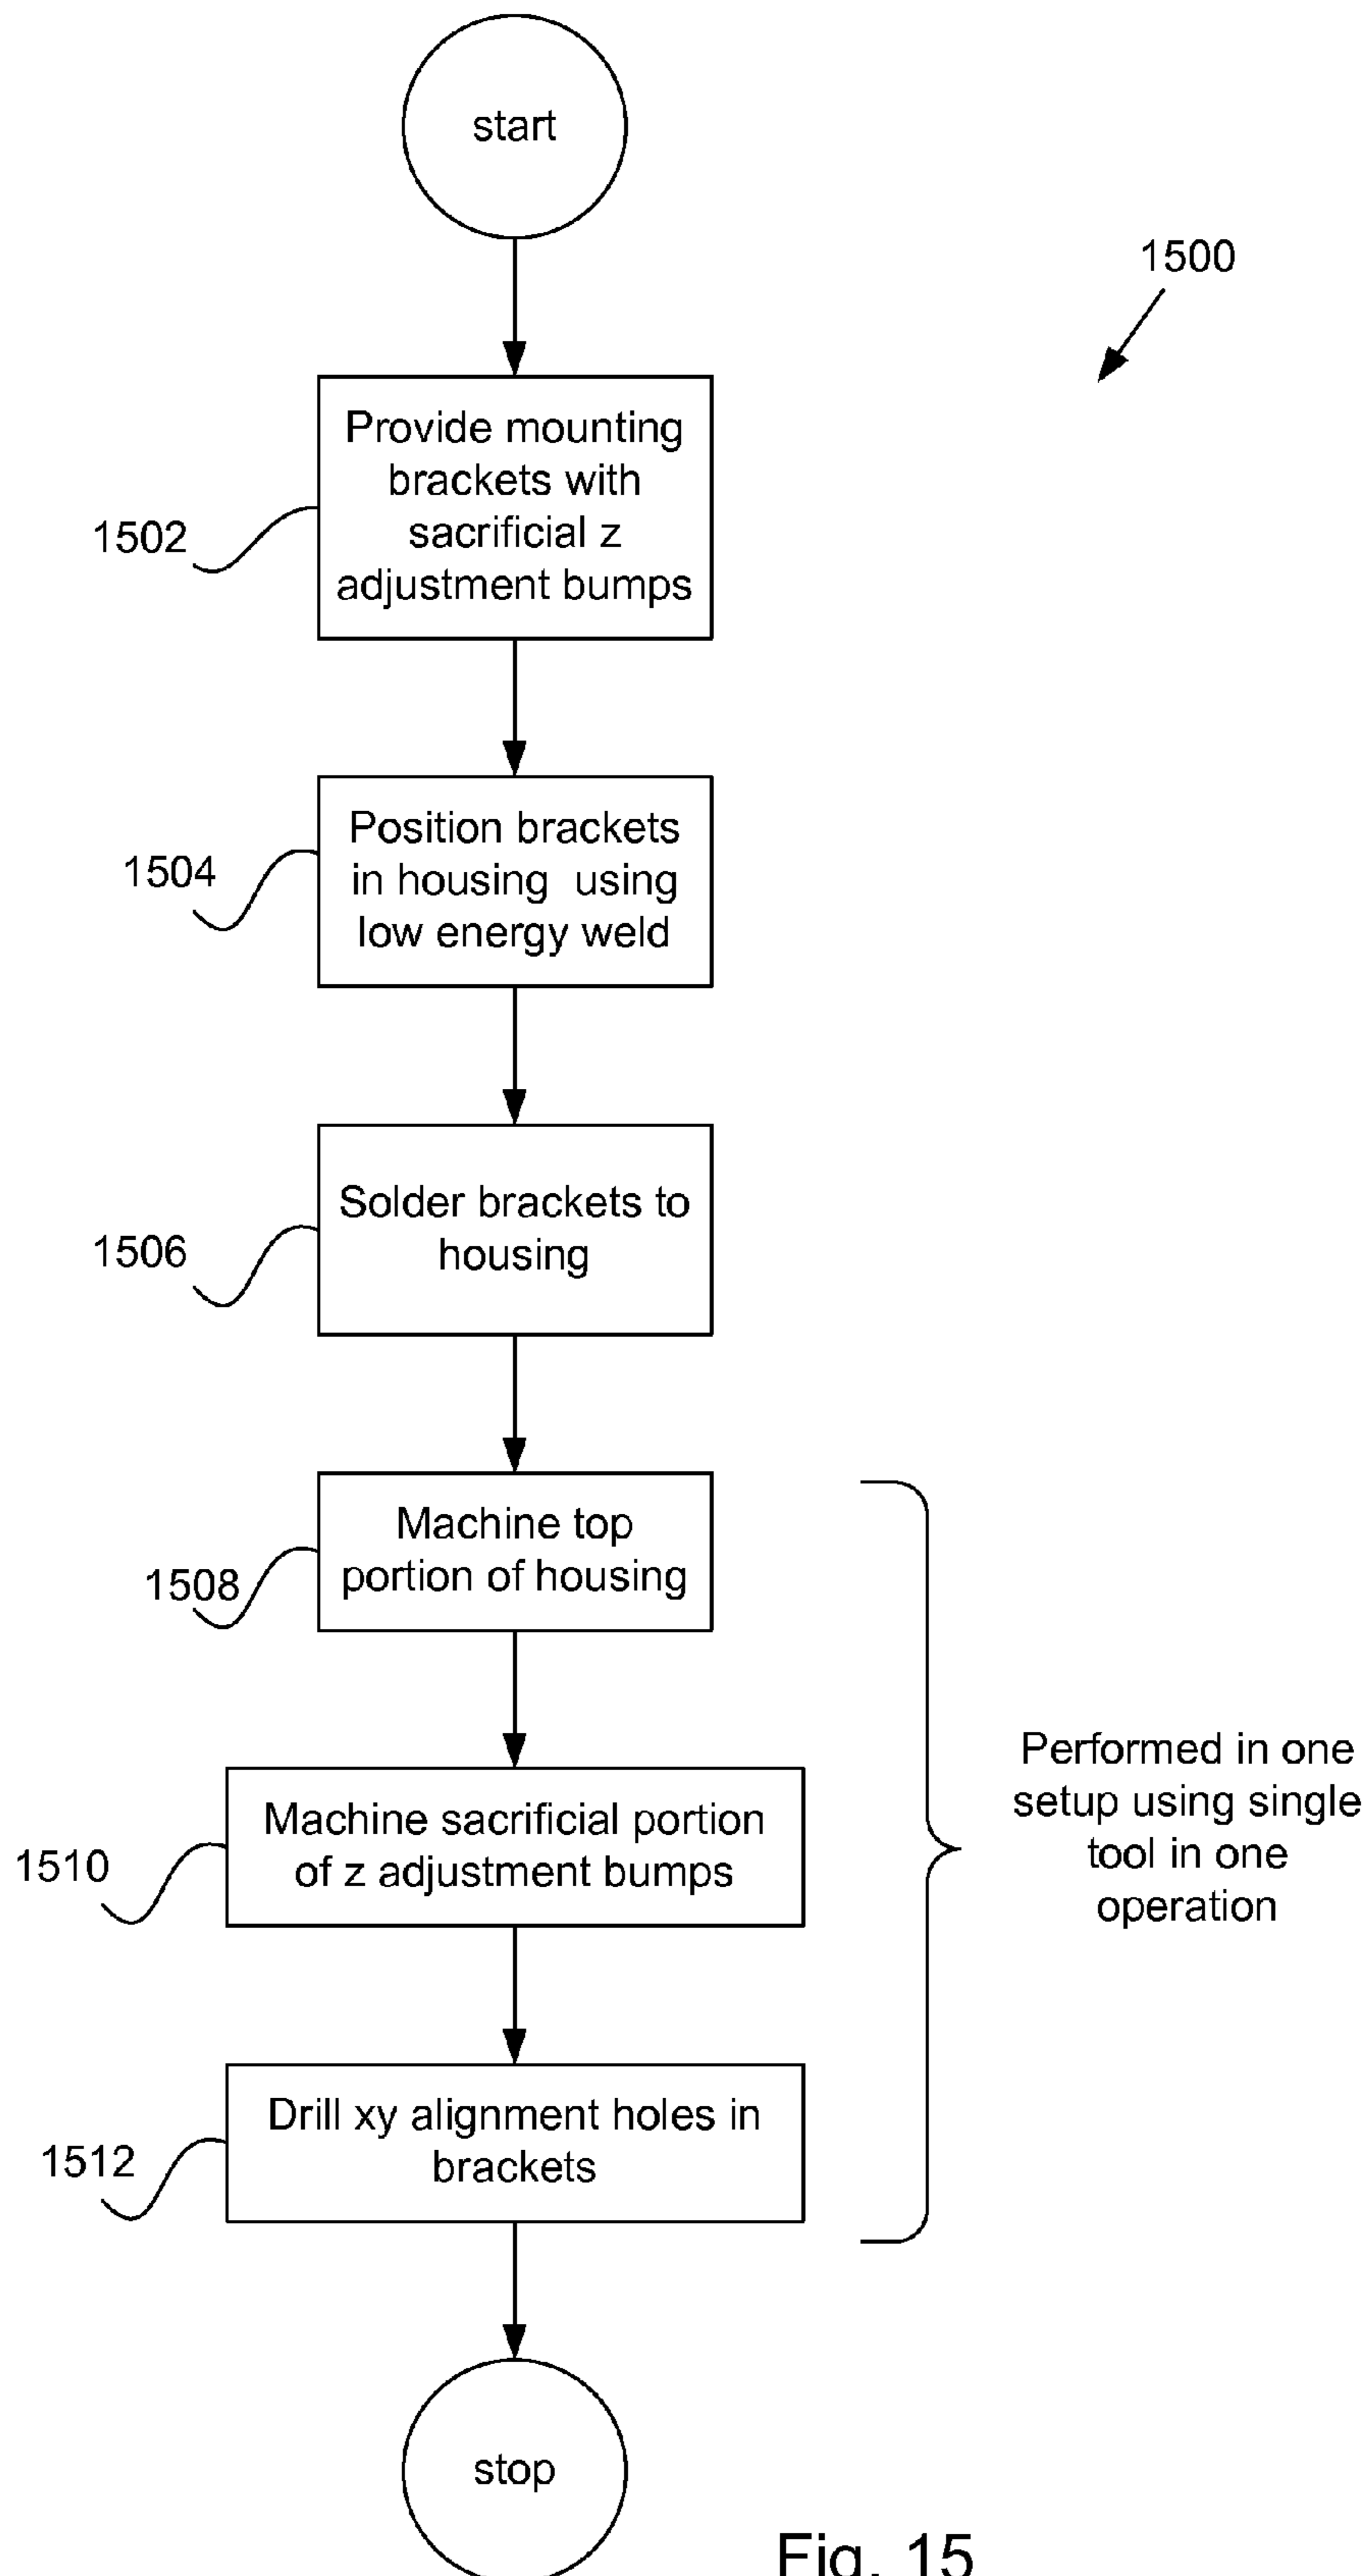 start
1500
Provide mounting
brackets with
sacrificial z
adjustment bumps
1502
Position brackets
in housing using
low energy weld
1504
Solder brackets to
housing
1506
Machine top
portion of housing
1508
Machine sacrificial portion
of z adjustment bumps
1510
Performed in one
setup using single
tool in one
operation
Drill xy alignment holes in
brackets
1512
stop
Fig. 15